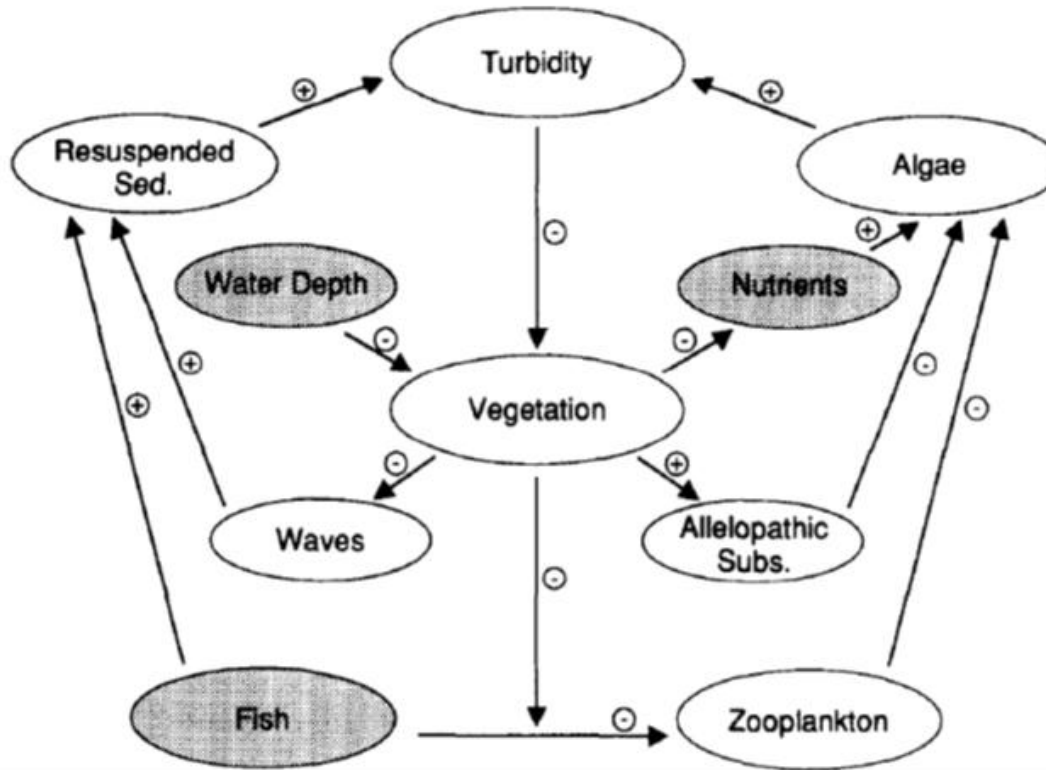 Turbidity
+
+
Resuspended
Sed.
Algae
-
+
Water Depth
Nutrients
-
-
+
-
Vegetation
+
-
-
+
Waves
Allelopathic
Subs.
-
Fish
-
Zooplankton